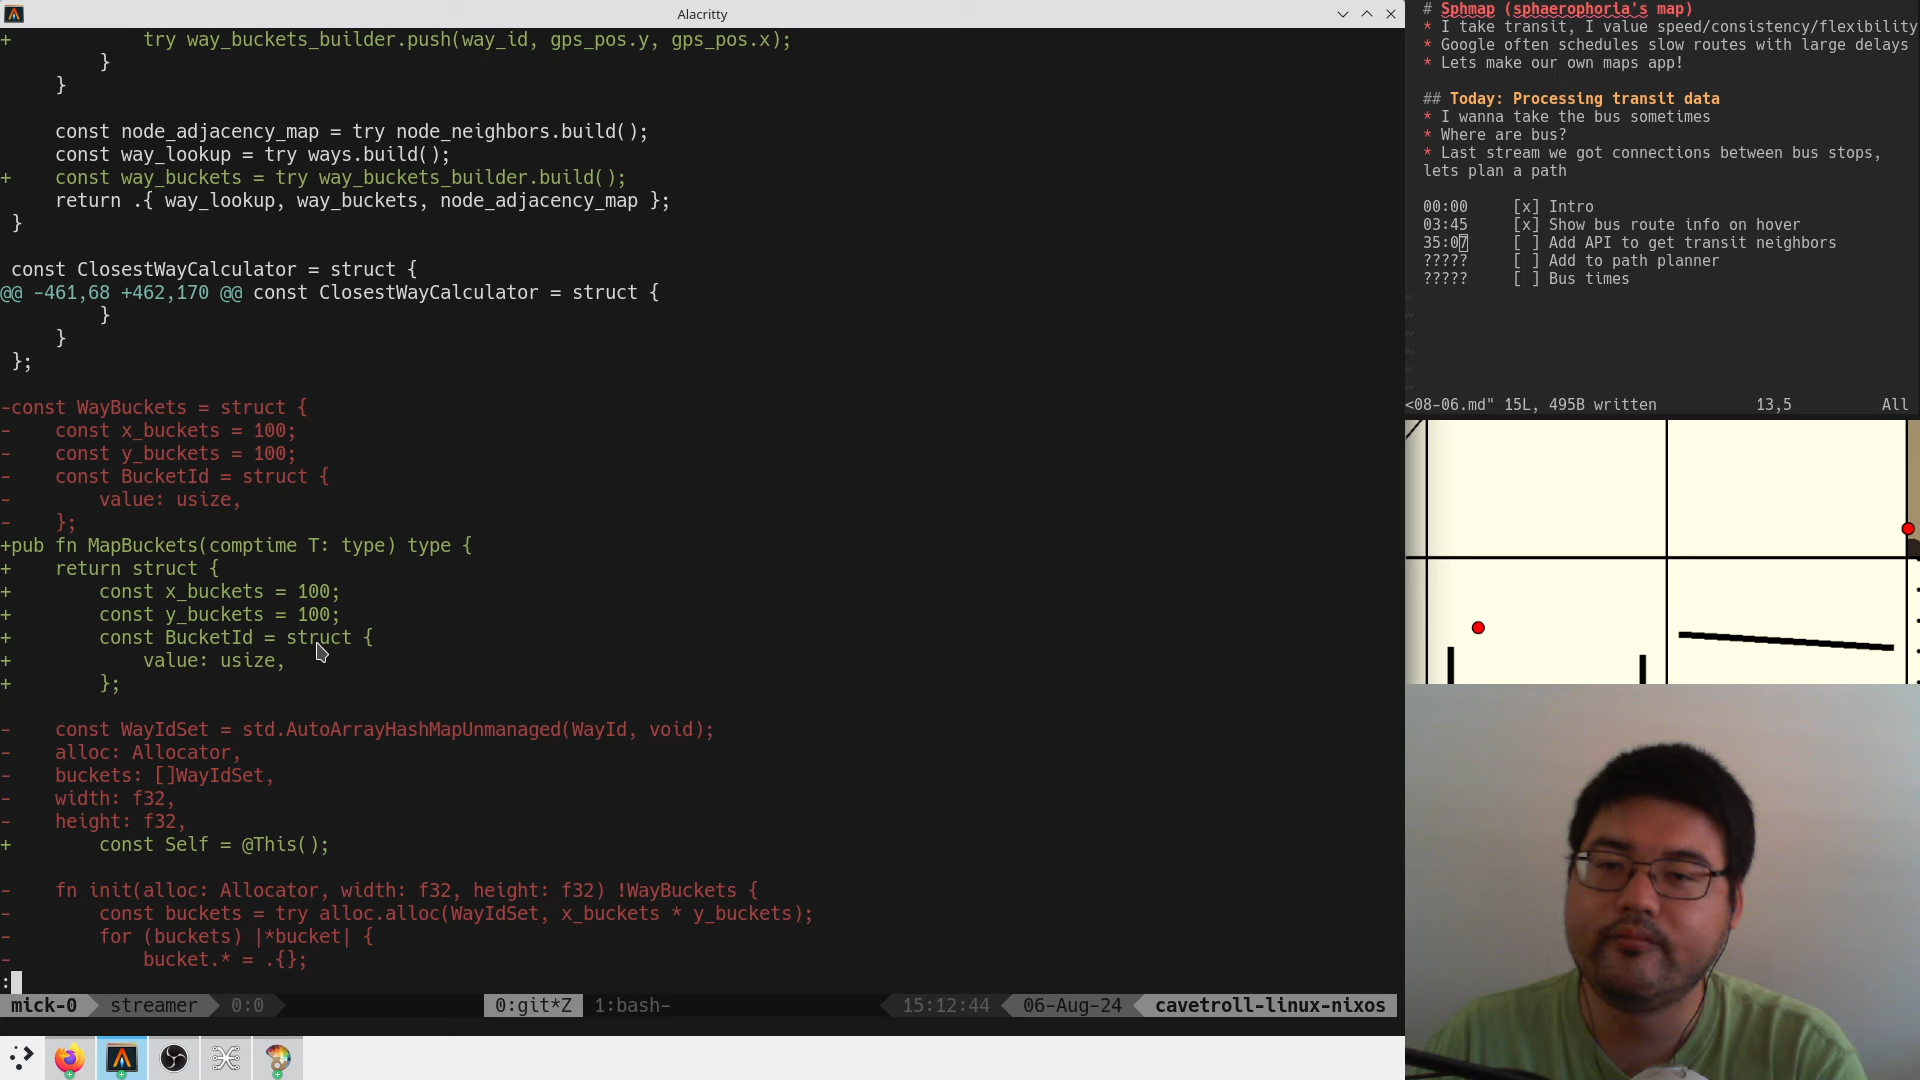 Alacritty
+            try way_buckets_builder.push(way_id, gps_pos.y, gps_pos.x);
         }
     }

     const node_adjacency_map = try node_neighbors.build();
     const way_lookup = try ways.build();
+    const way_buckets = try way_buckets_builder.build();
     return .{ way_lookup, way_buckets, node_adjacency_map };
 }

 const ClosestWayCalculator = struct {
@@ -461,68 +462,170 @@ const ClosestWayCalculator = struct {
         }
     }
 };

-const WayBuckets = struct {
-    const x_buckets = 100;
-    const y_buckets = 100;
-    const BucketId = struct {
-        value: usize,
-    };
+pub fn MapBuckets(comptime T: type) type {
+    return struct {
+        const x_buckets = 100;
+        const y_buckets = 100;
+        const BucketId = struct {
+            value: usize,
+        };

-    const WayIdSet = std.AutoArrayHashMapUnmanaged(WayId, void);
-    alloc: Allocator,
-    buckets: []WayIdSet,
-    width: f32,
-    height: f32,
+        const Self = @This();

-    fn init(alloc: Allocator, width: f32, height: f32) !WayBuckets {
-        const buckets = try alloc.alloc(WayIdSet, x_buckets * y_buckets);
-        for (buckets) |*bucket| {
-            bucket.* = .{};
:
mick-0 streamer 0:0 0:git*Z 1:bash- 15:12:44 06-Aug-24 cavetroll-linux-nixos
# Sphmap (sphaerophoria's map)
* I take transit, I value speed/consistency/flexibility
* Google often schedules slow routes with large delays
* Lets make our own maps app!

## Today: Processing transit data
* I wanna take the bus sometimes
* Where are bus?
* Last stream we got connections between bus stops,
lets plan a path

00:00     [x] Intro
03:45     [x] Show bus route info on hover
35:07     [ ] Add API to get transit neighbors
?????     [ ] Add to path planner
?????     [ ] Bus times
~
~
~
~
~
~
<08-06.md" 15L, 495B written 13,5 All